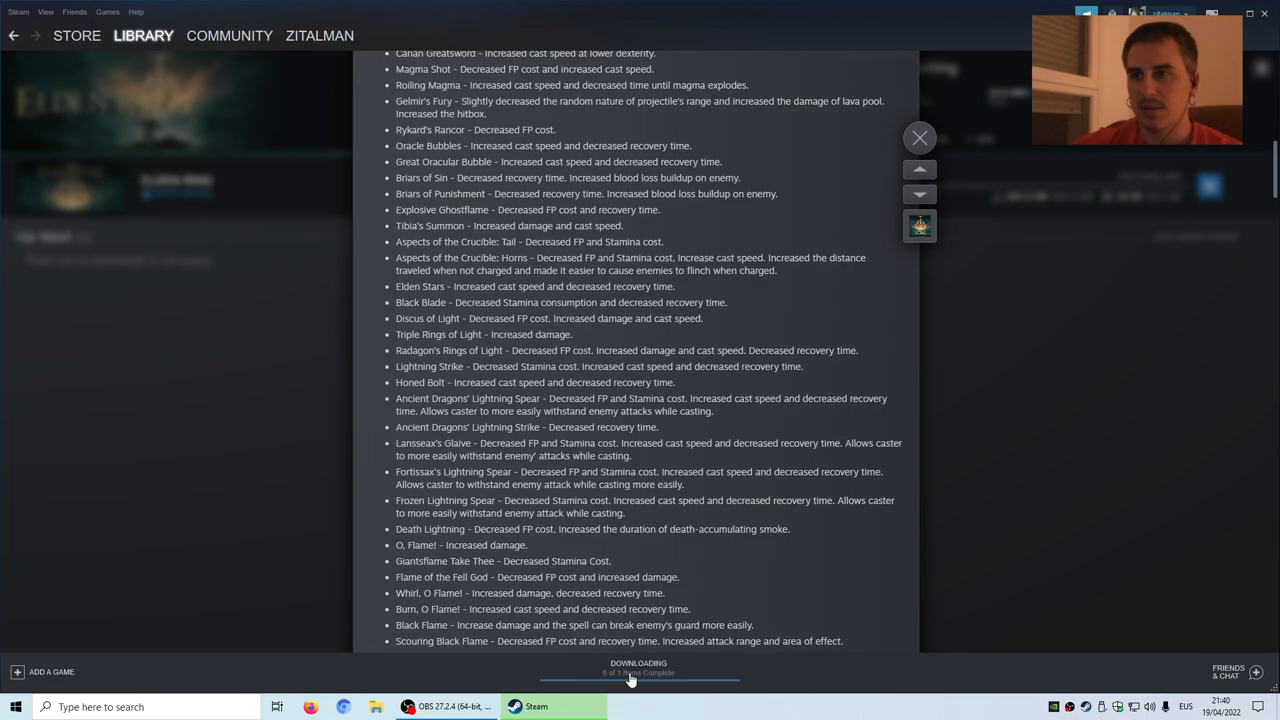 Steam View Friends Games Help
STORE LIBRARY COMMUNITY ZITALMAN
Carian Greatsword - Increased cast speed at lower dexterity.
Magma Shot - Decreased FP cost and increased cast speed.
Roiling Magma - Increased cast speed and decreased time until magma explodes.
Gelmir's Fury - Slightly decreased the random nature of projectile's range and increased the damage of lava pool.
Increased the hitbox.
Rykard's Rancor - Decreased FP cost.
Oracle Bubbles - Increased cast speed and decreased recovery time.
Great Oracular Bubble - Increased cast speed and decreased recovery time.
Briars of Sin - Decreased recovery time. Increased blood loss buildup on enemy.
Briars of Punishment - Decreased recovery time. Increased blood loss buildup on enemy.
Explosive Ghostflame - Decreased FP cost and recovery time.
Tibia's Summon - Increased damage and cast speed.
Aspects of the Crucible: Tail - Decreased FP and Stamina cost.
Aspects of the Crucible: Horns - Decreased FP and Stamina cost, Increase cast speed. Increased the distance
traveled when not charged and made it easier to cause enemies to flinch when charged.
Elden Stars - Increased cast speed and decreased recovery time.
Black Blade - Decreased Stamina consumption and decreased recovery time.
Discus of Light - Decreased FP cost. Increased damage and cast speed.
Triple Rings of Light - Increased damage.
Radagon's Rings of Light - Decreased FP cost. Increased damage and cast speed. Decreased recovery time.
Lightning Strike - Decreased Stamina cost. Increased cast speed and decreased recovery time.
Honed Bolt - Increased cast speed and decreased recovery time.
Ancient Dragons' Lightning Spear - Decreased FP and Stamina cost. Increased cast speed and decreased recovery
time. Allows caster to more easily withstand enemy attacks while casting.
Ancient Dragons' Lightning Strike - Decreased recovery time.
Lansseax's Glaive - Decreased FP and Stamina cost. Increased cast speed and decreased recovery time. Allows caster
to more easily withstand enemy' attacks while casting.
Fortissax's Lightning Spear - Decreased FP and Stamina cost. Increased cast speed and decreased recovery time.
Allows caster to withstand enemy attack while casting more easily.
Frozen Lightning Spear - Decreased Stamina cost. Increased cast speed and decreased recovery time. Allows caster
to more easily withstand enemy attack while casting.
Death Lightning - Decreased FP cost, Increased the duration of death-accumulating smoke.
O, Flame! - Increased damage.
Giantsflame Take Thee - Decreased Stamina Cost.
Flame of the Fell God - Decreased FP cost and increased damage.
Whirl, O Flame! - Increased damage, decreased recovery time.
Burn, O Flame! - Increased cast speed and decreased recovery time.
Black Flame - Increase damage and the spell can break enemy's guard more easily.
Scouring Black Flame - Decreased FP cost and recovery time. Increased attack range and area of effect.
ADD A GAME
DOWNLOADING
0 of 1 Items Complete
FRIENDS
& CHAT
Type here to search
OBS 27.2.4 (64-bit, ...
Steam
EUS
21:40
19/04/2022